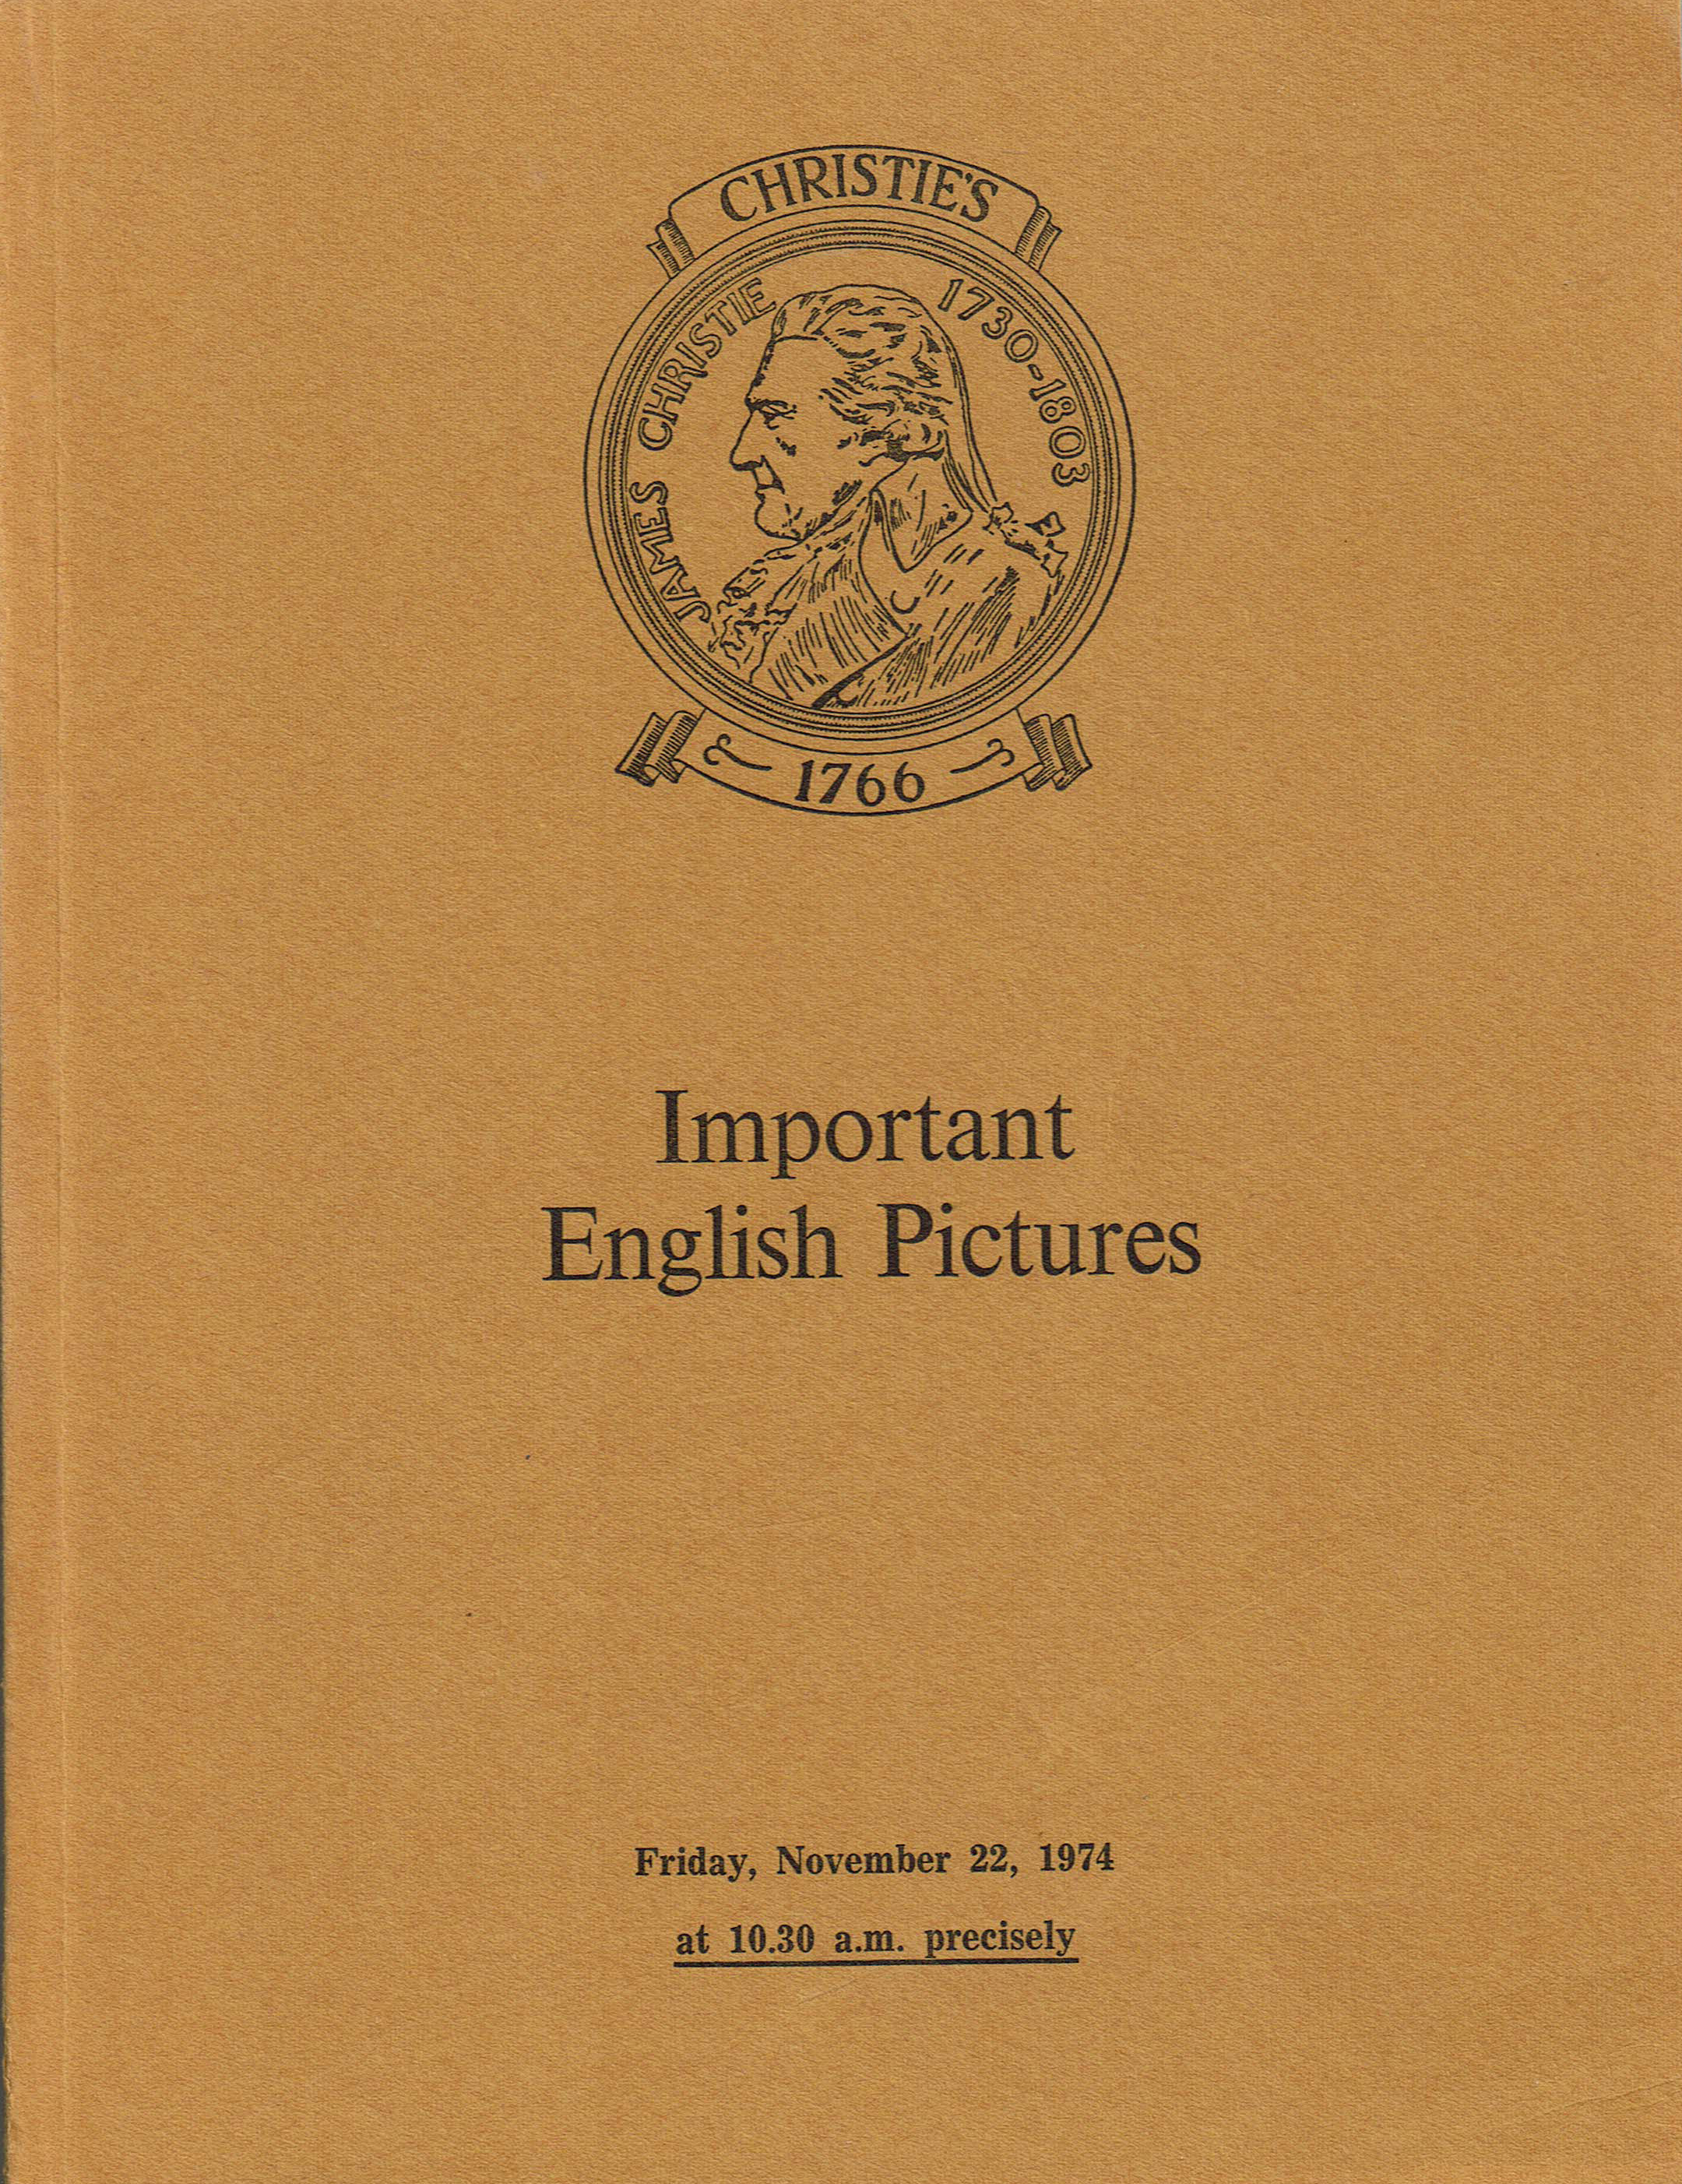 CHRISTIE'S
JAMES CHRISTIE 1730-1803
1766
Important
English Pictures
Friday, November 22, 1974
at 10.30 a.m. precisely